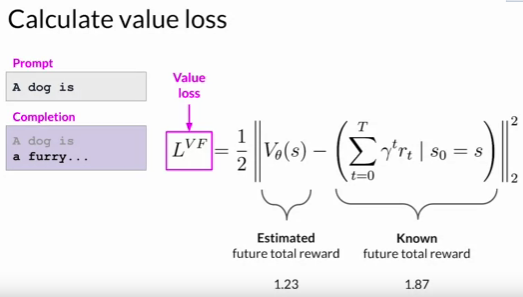 Calculate value loss
Prompt
A dog is
Completion
A dog is
a furry...
Value
loss
L^{VF} = \frac{1}{2} \left\| V_\theta(s) - \left( \sum_{t=0}^{T} \gamma^t r_t \mid s_0 = s \right) \right\|_2^2
Estimated
future total reward
1.23
Known
future total reward
1.87